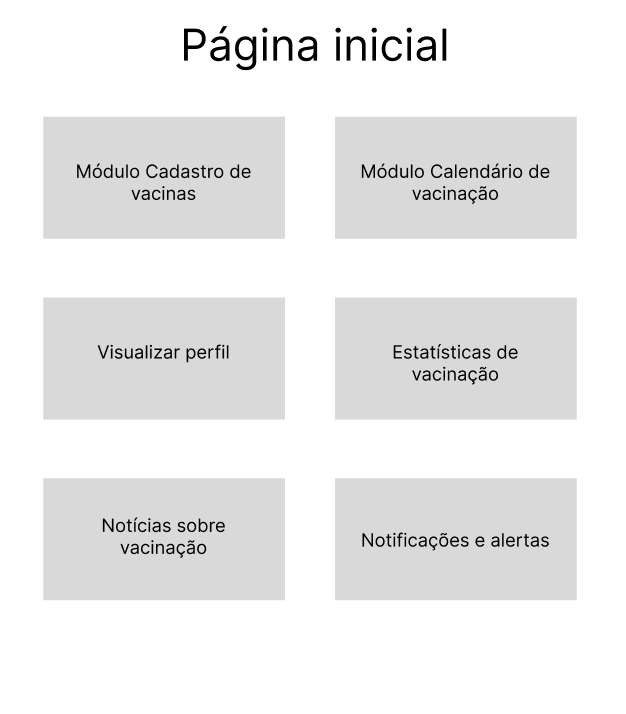 Página inicial
Módulo Cadastro de
vacinas
Módulo Calendário de
vacinação
Visualizar perfil
Estatísticas de
vacinação
Notícias sobre
vacinação
Notificações e alertas